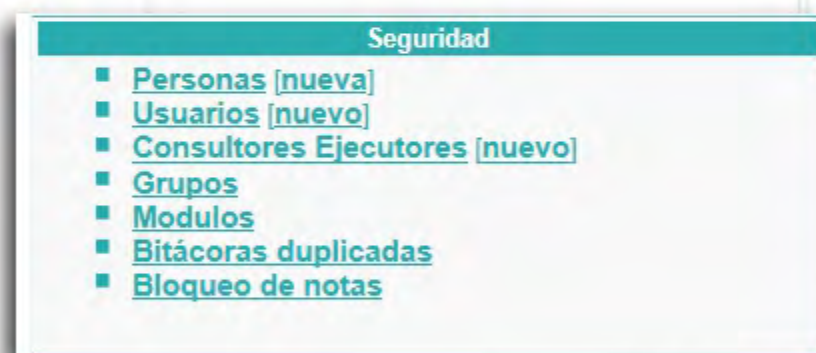 Seguridad
Personas [nueva]
Usuarios [nuevo]
Consultores Ejecutores [nuevo]
Grupos
Modulos
Bitácoras duplicadas
Bloqueo de notas